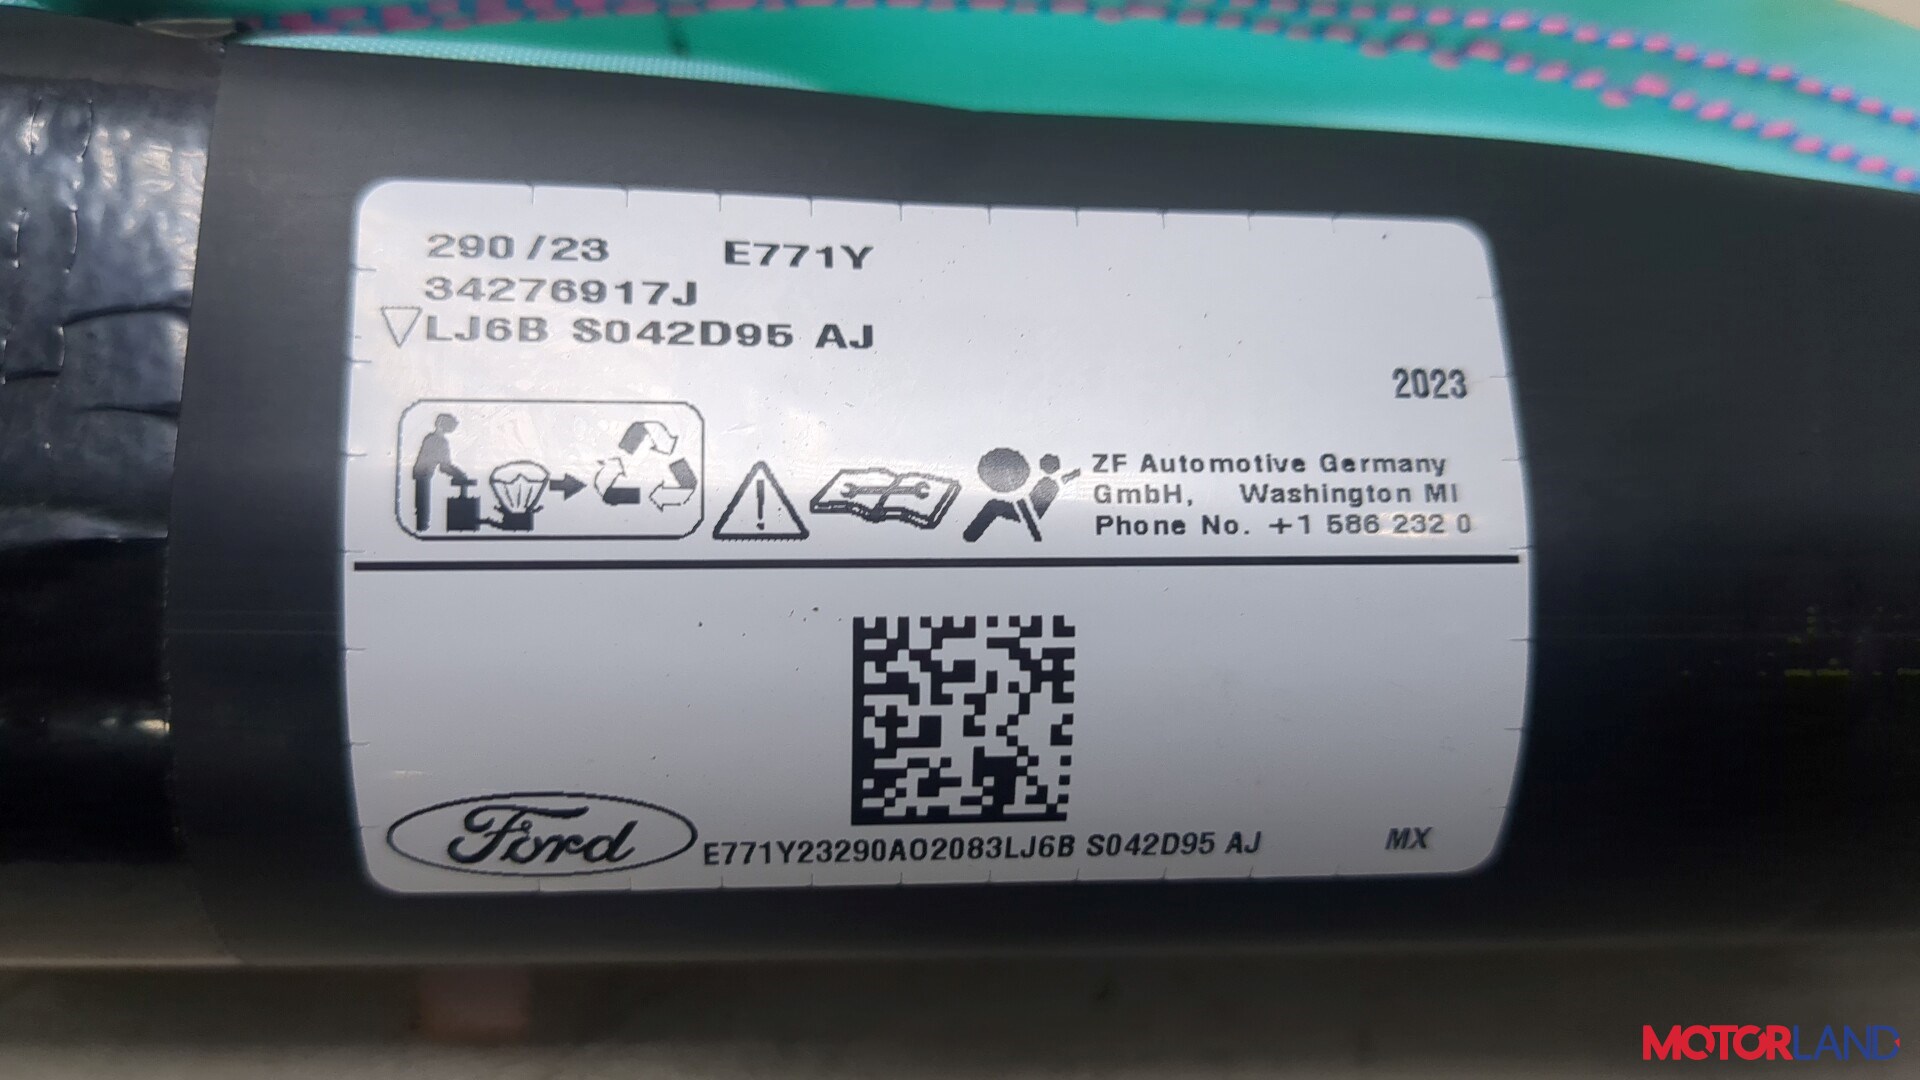 290/23 E771Y
34276917J
LJ6B S042D95 AJ
2023
ZF Automotive Germany
GmbH, Washington MI
Phone No. +1 586 232 0
Ford
E771Y23290A02083LJ6B S042D95 AJ
MX
MOTORLAND